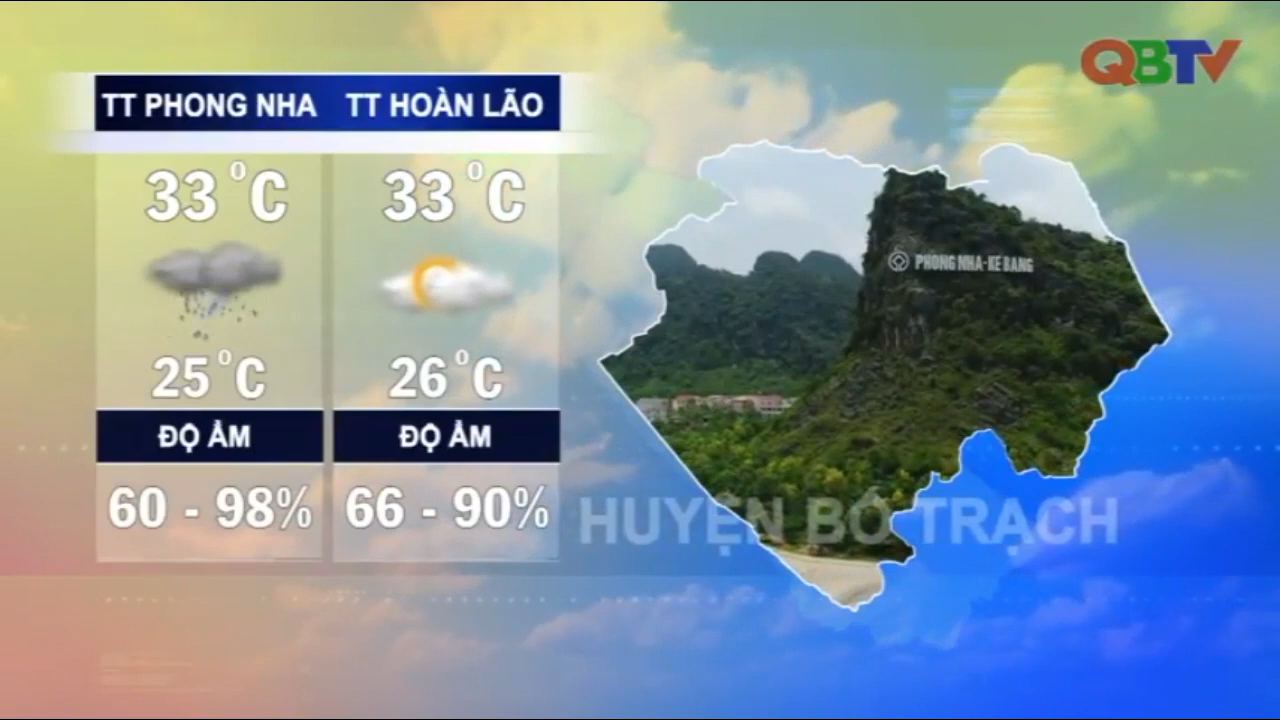 QBTV
TT PHONG NHA
TT HOÀN LÃO
33°C
33°C
25°C
26°C
ĐỘ ẨM
ĐỘ ẨM
60 - 98%
66 - 90%
PHONG NHA-KE BANG
HUYỆN BỐ TRẠCH